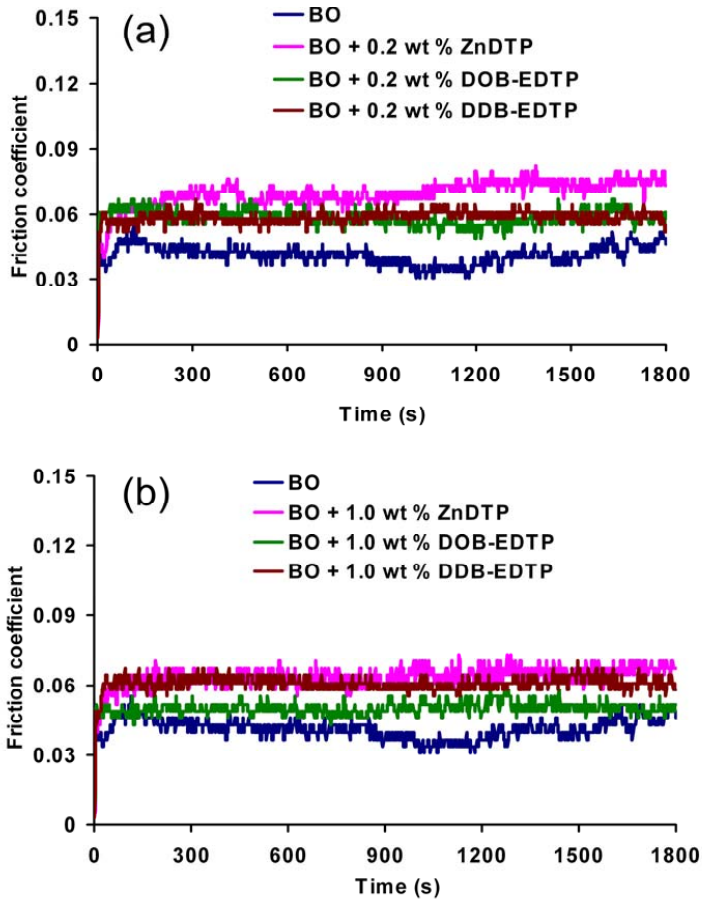 (a)
BO
BO + 0.2 wt % ZnDTP
BO + 0.2 wt % DOB-EDTP
BO + 0.2 wt % DDB-EDTP
Friction coefficient
0.15
0.12
0.09
0.06
0.03
0
0 300 600 900 1200 1500 1800
Time (s)
(b)
BO
BO + 1.0 wt % ZnDTP
BO + 1.0 wt % DOB-EDTP
BO + 1.0 wt % DDB-EDTP
Friction coefficient
0.15
0.12
0.09
0.06
0.03
0
0 300 600 900 1200 1500 1800
Time (s)